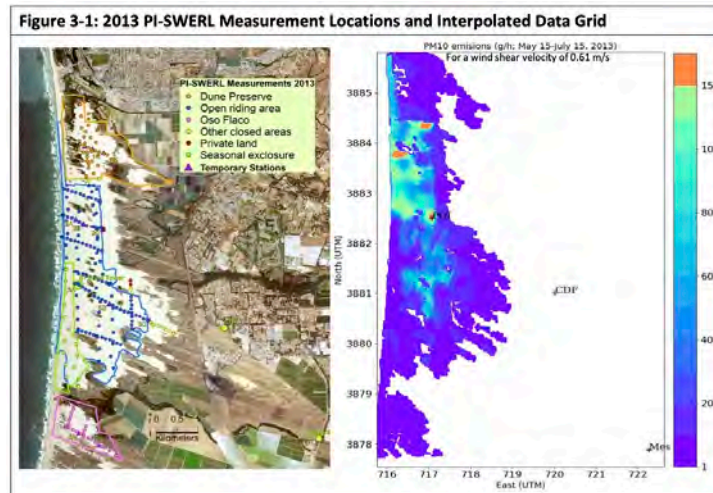 Figure 3-1: 2013 PI-SWERL Measurement Locations and Interpolated Data Grid
PI-SWERL Measurements 2013
Dune Preserve
Open riding area
Oso Flaco
Other closed areas
Private land
Seasonal exclosure
Temporary Stations
0 0.5 1
Kilometers
PM10 emissions (g/h; May 15-July 15, 2013)
For a wind shear velocity of 0.61 m/s
North (UTM)
3885
3884
3883
3882
3881
3880
3879
3878
CDF
Mes
716 717 718 719 720 721 722
East (UTM)
15
10
80
60
40
20
1